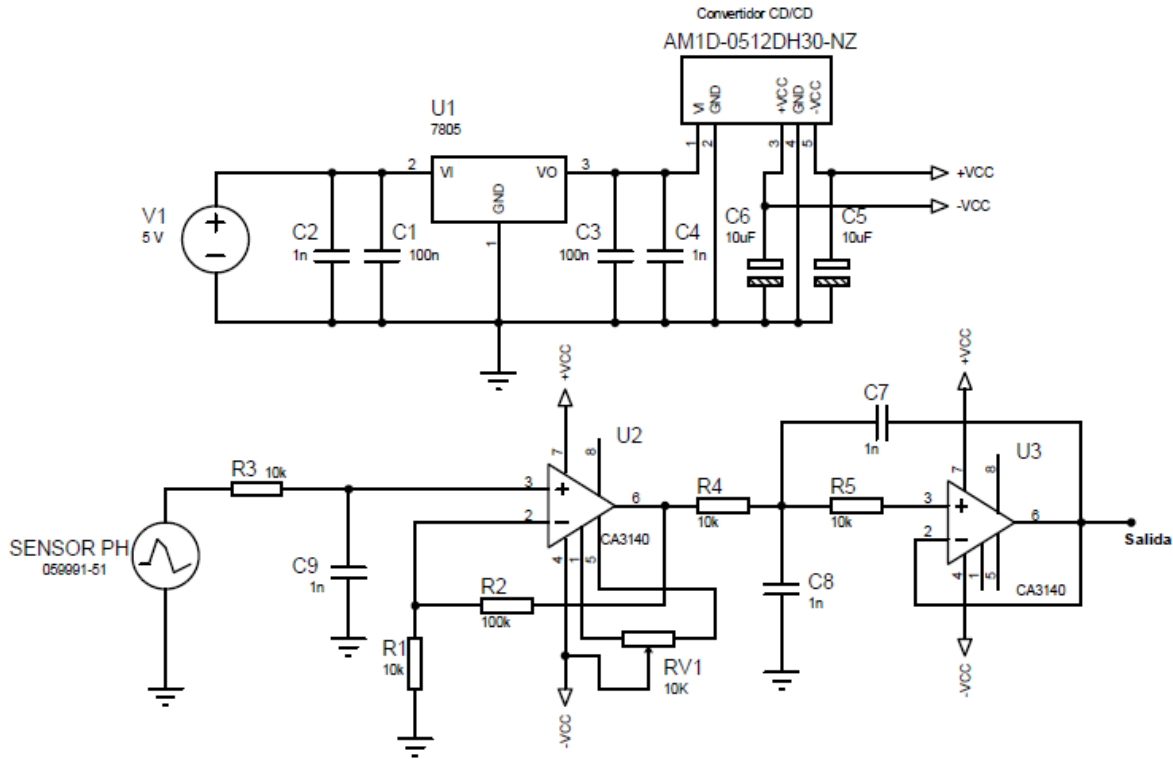 Convertidor CD/CD
AM1D-0512DH30-NZ
VI
GND
+VCC
GND
-VCC
1
2
3
4
5
U1
7805
2
VI
VO
3
GND
1
V1
5 V
C2
1n
C1
100n
C3
100n
C4
1n
C6
10uF
C5
10uF
+VCC
-VCC
+VCC
U2
7
8
R3
10k
3
2
6
4
1
5
CA3140
SENSOR PH
059991-51
C9
1n
R2
100k
R1
10k
RV1
10K
-VCC
R4
10k
R5
10k
C7
1n
C8
1n
+VCC
U3
7
8
3
2
6
4
1
5
CA3140
Salida
-VCC